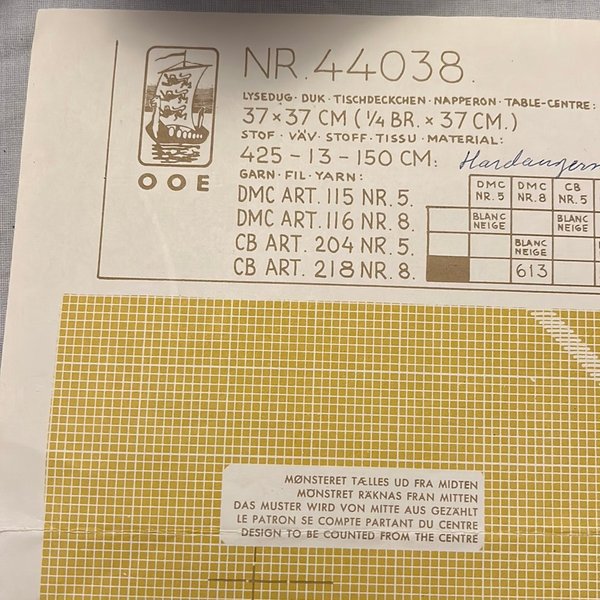 NR. 44038.
LYSEDUG · DUK · TISCHDECKCHEN · NAPPERON · TABLE-CENTRE:
37 × 37 CM ( 1/4 BR. × 37 CM.)
STOF · VÄV · STOFF · TISSU · MATERIAL:
425 – 13 – 150 CM: Hardangern
GARN · FIL · YARN:
DMC ART. 115 NR. 5.
DMC ART. 116 NR. 8.
CB ART. 204 NR. 5.
CB ART. 218 NR. 8.
OOE
DMC NR. 5 DMC NR. 8 CB NR. 5
BLANC NEIGE BLANC NEIGE
BLANC NEIGE
613
MØNSTERET TÆLLES UD FRA MIDTEN
MÖNSTRET RÄKNAS FRAN MITTEN
DAS MUSTER WIRD VON MITTE AUS GEZÄHLT
LE PATRON SE COMPTE PARTANT DU CENTRE
DESIGN TO BE COUNTED FROM THE CENTRE